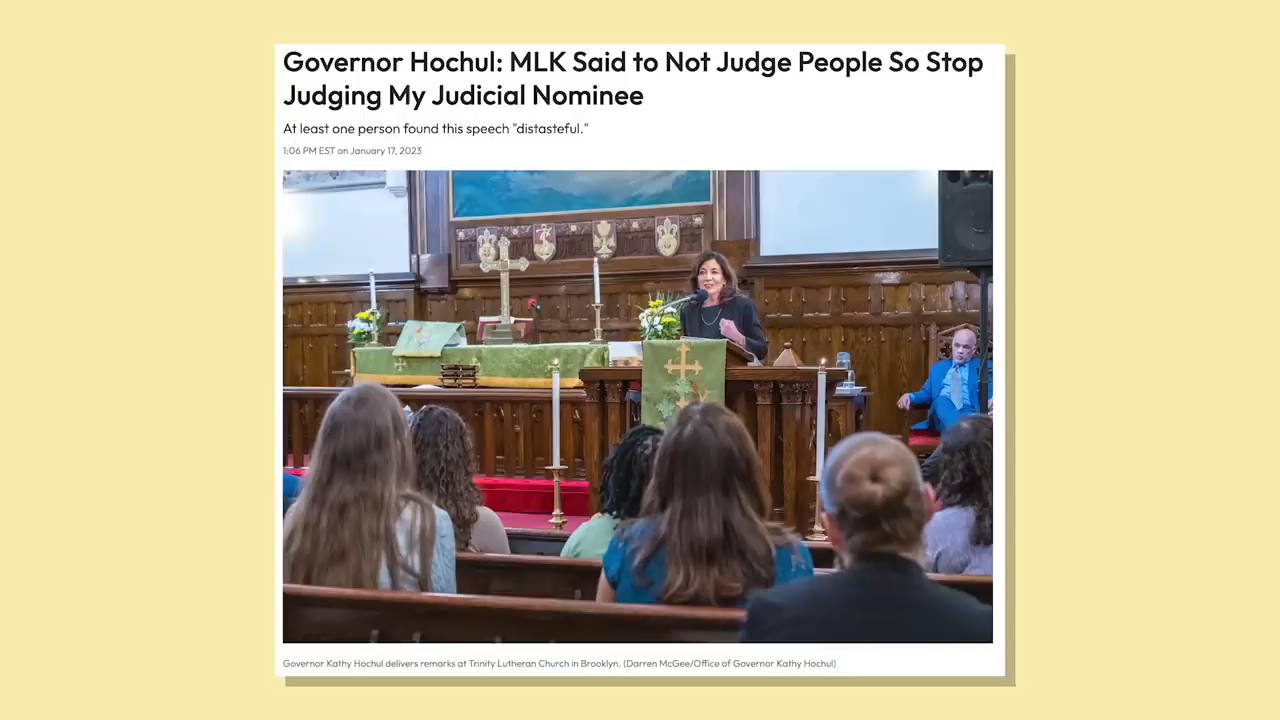 Governor Hochul: MLK Said to Not Judge People So Stop
Judging My Judicial Nominee
At least one person found this speech "distasteful."
1:06 PM EST on January 17, 2023
Governor Kathy Hochul delivers remarks at Trinity Lutheran Church in Brooklyn. (Darren McGee/Office of Governor Kathy Hochul)